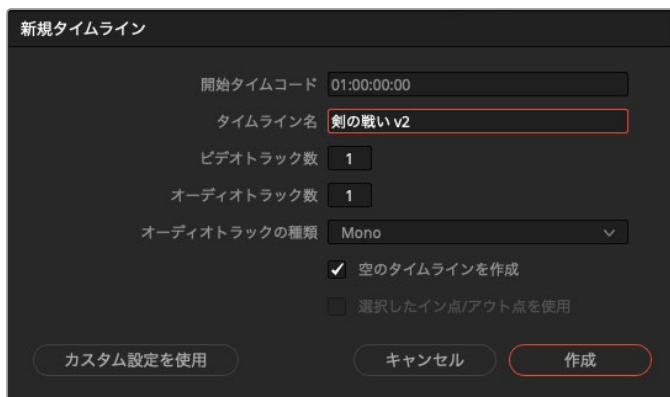 新規タイムライン
開始タイムコード 01:00:00:00
タイムライン名 剣の戦い v2
ビデオトラック数 1
オーディオトラック数 1
オーディオトラックの種類 Mono
空のタイムラインを作成
選択したイン点/アウト点を使用
カスタム設定を使用 キャンセル 作成